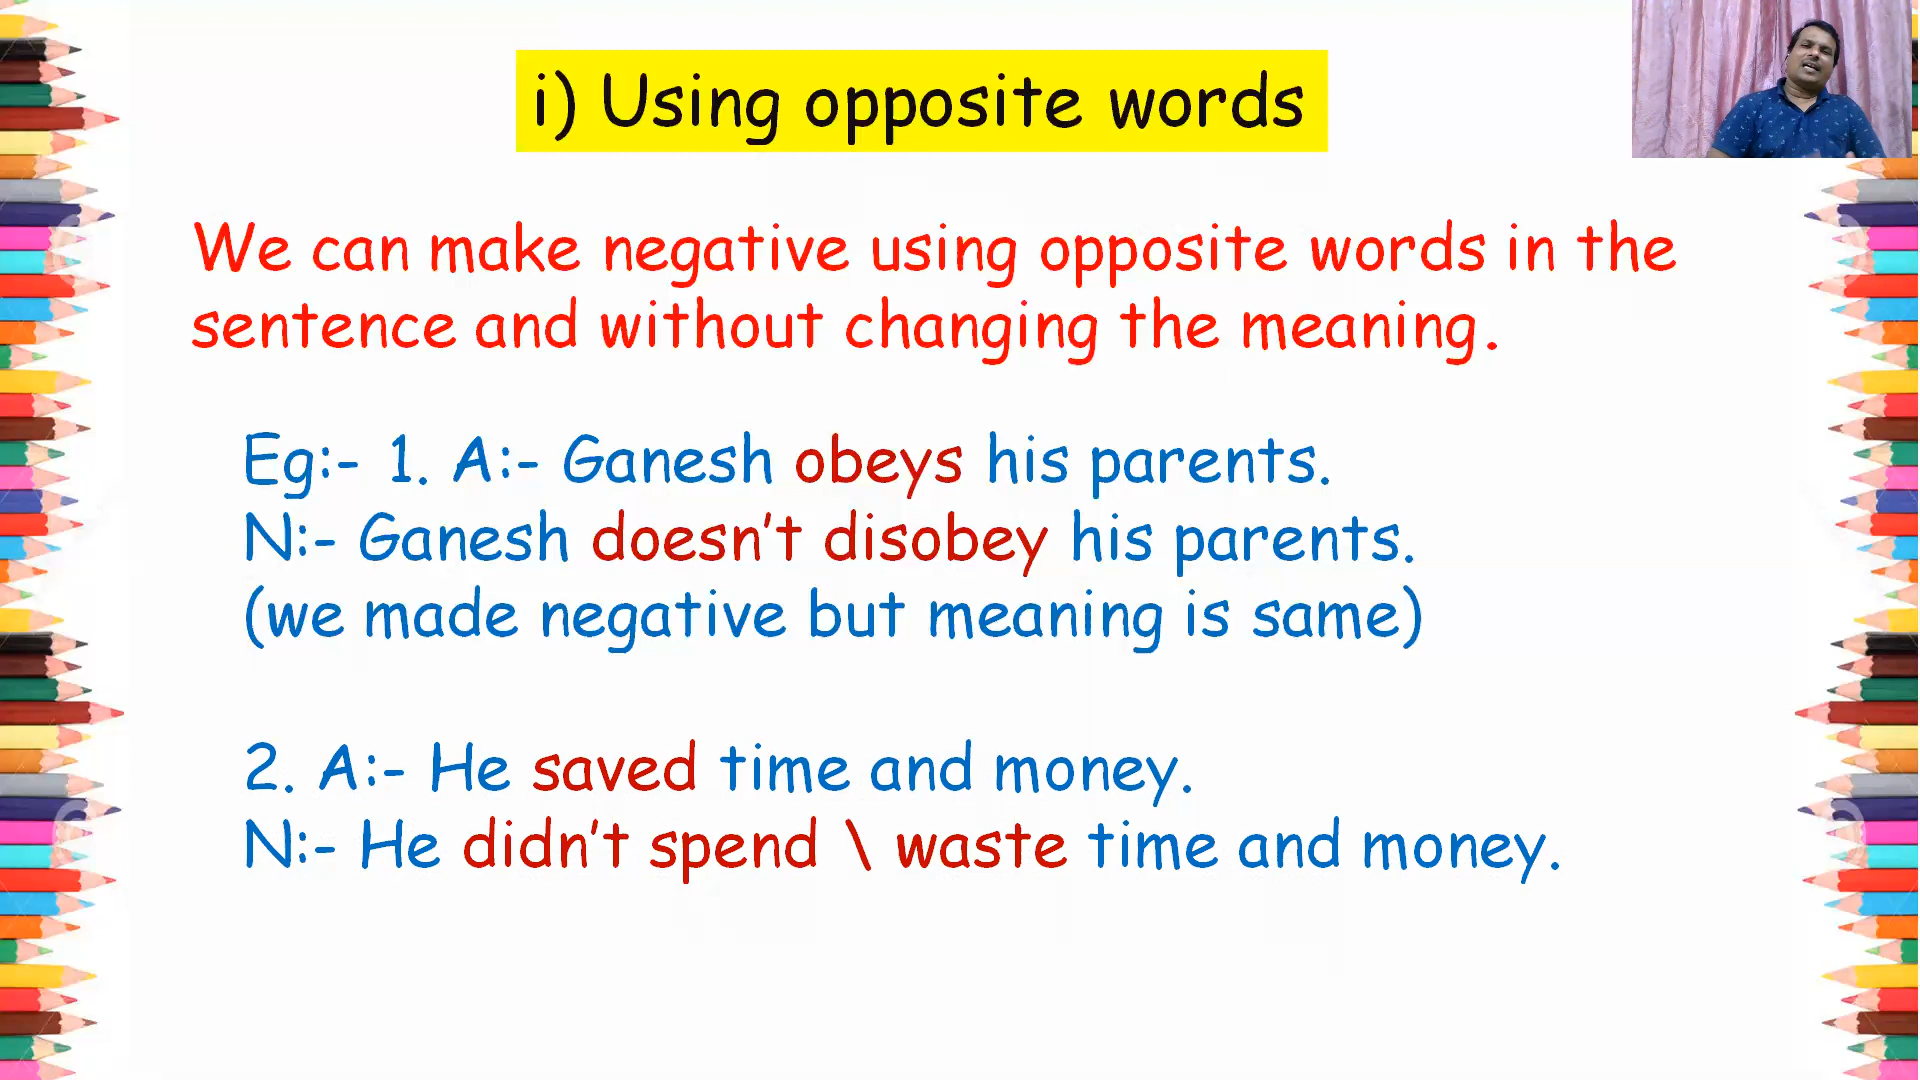 i) Using opposite words
We can make negative using opposite words in the
sentence and without changing the meaning.
Eg:- 1. A:- Ganesh obeys his parents.
N:- Ganesh doesn’t disobey his parents.
(we made negative but meaning is same)
2. A:- He saved time and money.
N:- He didn’t spend \ waste time and money.